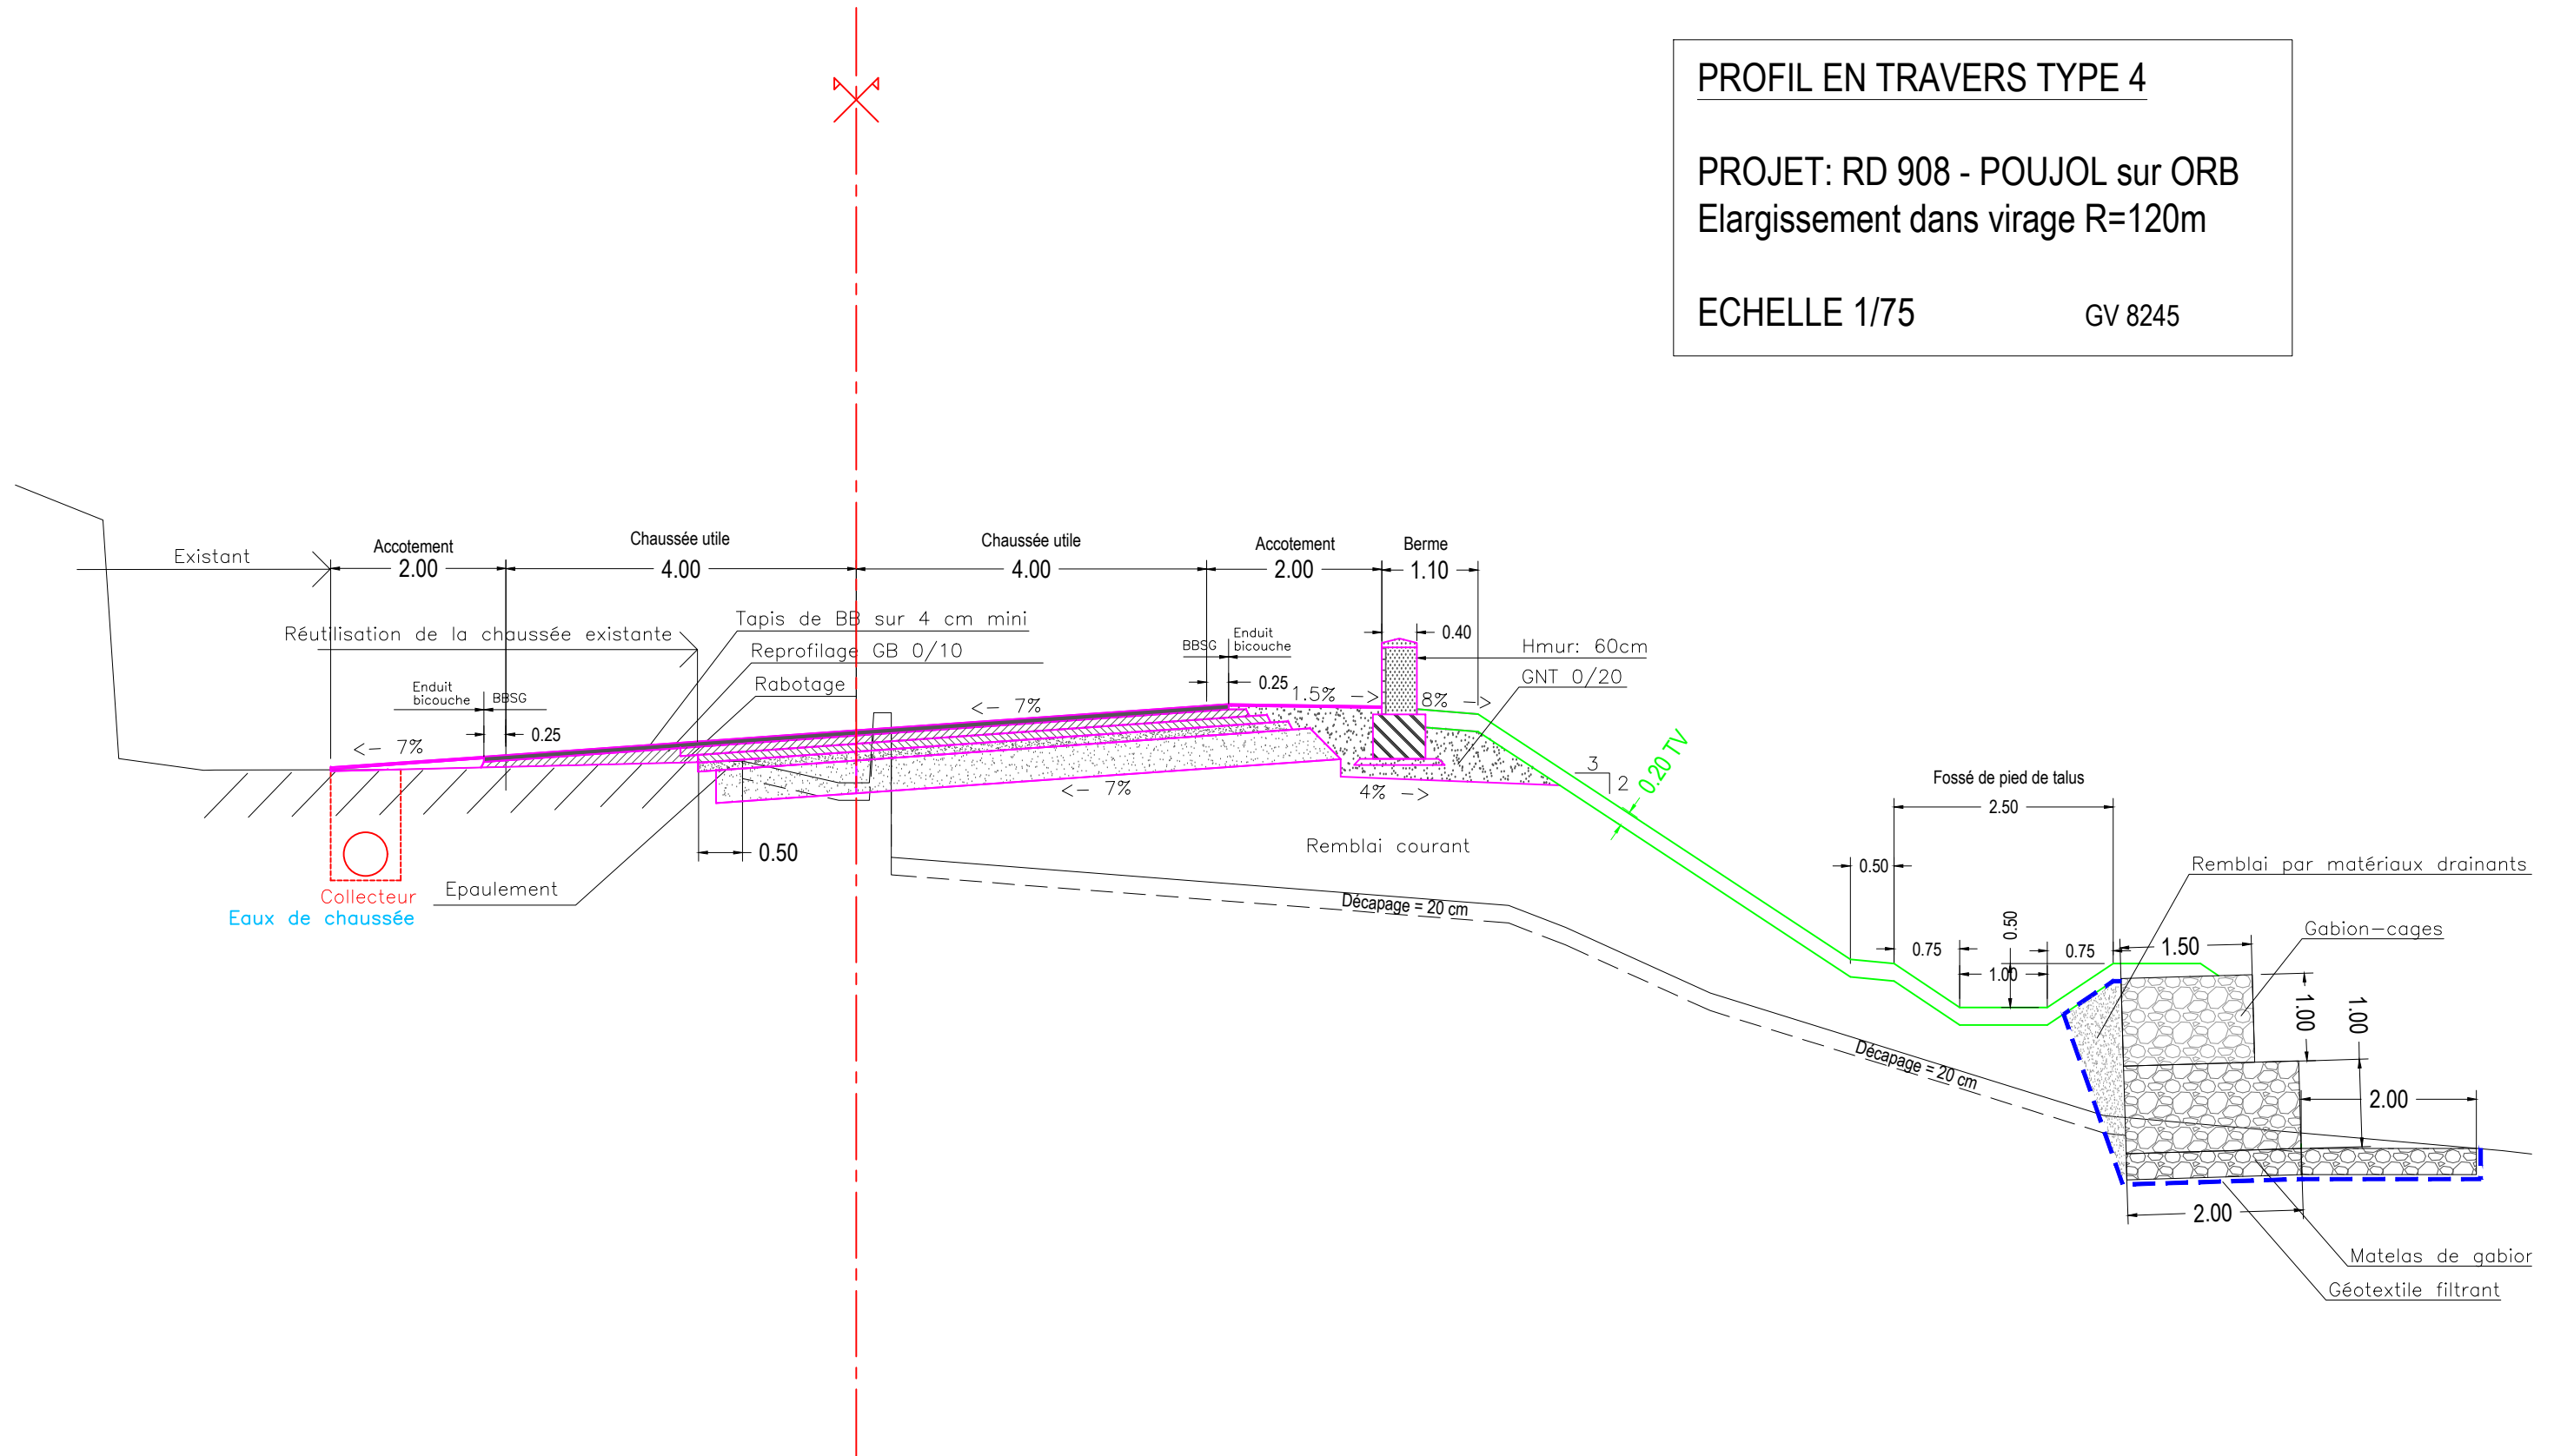 PROFIL EN TRAVERS TYPE 4
PROJET: RD 908 - POUJOL sur ORB
Elargissement dans virage R=120m
ECHELLE 1/75 GV 8245
Existant
Accotement
2.00
Chaussée utile
4.00
Chaussée utile
4.00
Accotement
2.00
Berme
1.10
Réutilisation de la chaussée existante
Tapis de BB sur 4 cm mini
Reprofilage GB 0/10
Rabotage
BBSG
Enduit
bicouche
0.25
0.40
Hmur: 60cm
GNT 0/20
Enduit
bicouche
BBSG
0.25
<- 7%
<- 7%
1.5% ->
8% ->
<- 7%
4% ->
3
2
0,20 TV
0.50
Epaulement
Collecteur
Eaux de chaussée
Remblai courant
Décapage = 20 cm
Décapage = 20 cm
Fossé de pied de talus
2.50
0.50
0.75
1.00
0.50
0.75
1.50
Remblai par matériaux drainants
Gabion-cages
1.00
1.00
2.00
2.00
Matelas de gabior
Géotextile filtrant